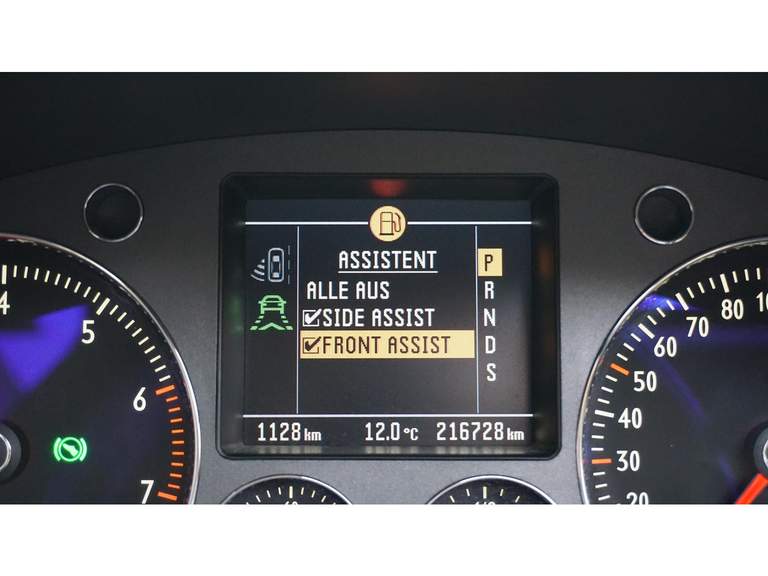 ASSISTENT
ALLE AUS
SIDE ASSIST
FRONT ASSIST
P
R
N
D
S
1128 km 12.0 °C 216728 km
4
5
6
7
20
30
40
50
60
70
80